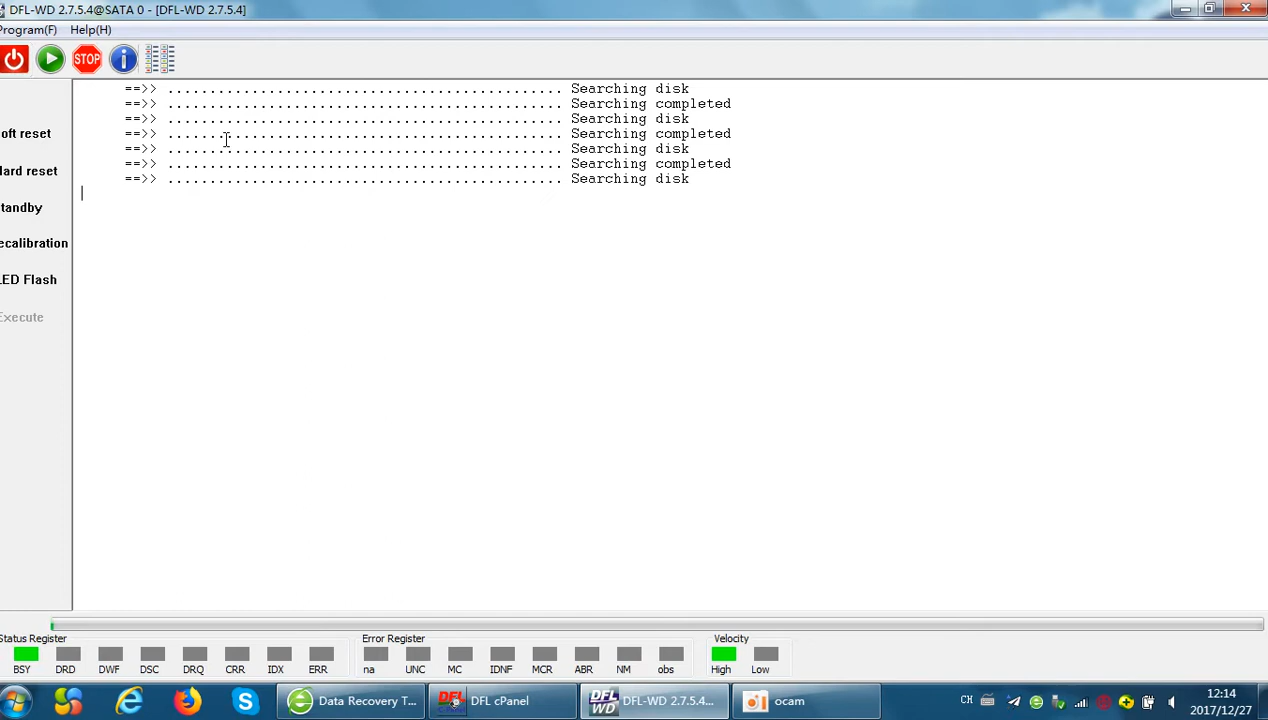 DFL-WD 2.7.5.4@SATA 0 - [DFL-WD 2.7.5.4]
Program(F) Help(H)
STOP
==>> ............................................... Searching disk
==>> ............................................... Searching completed
==>> ............................................... Searching disk
==>> ............................................... Searching completed
==>> ............................................... Searching disk
==>> ............................................... Searching completed
==>> ............................................... Searching disk
oft reset
ard reset
tandby
ecalibration
LED Flash
Execute
Status Register Error Register Velocity
BSY DRD DWF DSC DRQ CRR IDX ERR na UNC MC IDNF MCR ABR NM obs High Low
Data Recovery T... DFL DFL cPanel DFL WD DFL-WD 2.7.5.4... ocam CH 12:14
2017/12/27